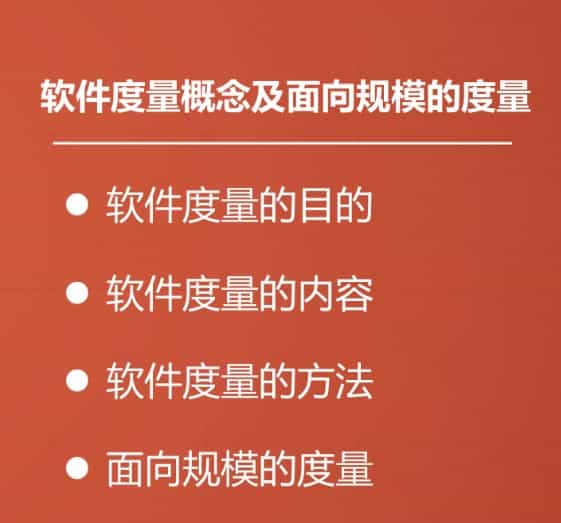 软件度量概念及面向规模的度量
● 软件度量的目的
● 软件度量的内容
● 软件度量的方法
● 面向规模的度量